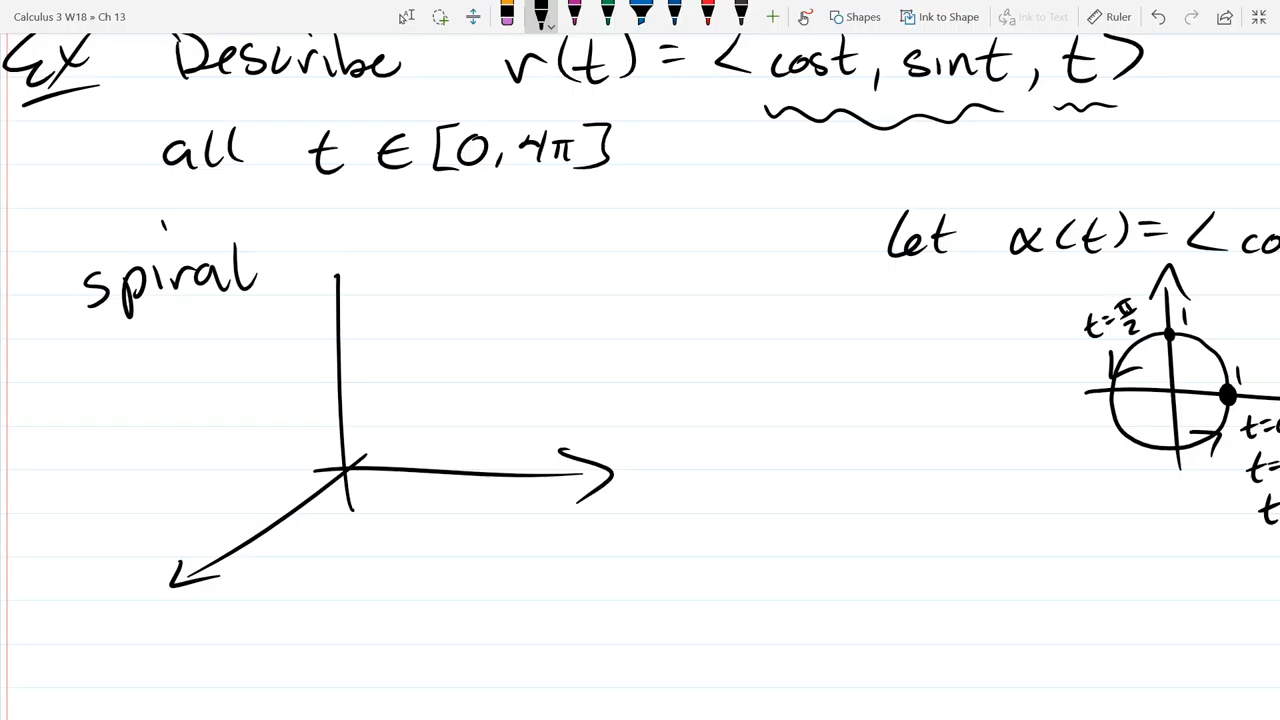 Calculus 3 W18 » Ch 13
Shapes Ink to Shape Ink to Text Ruler
Ex Describe r(t) = < cost, sint, t >
all t ∈ [0, 4π]
spiral
let α(t) = < co
t = π/2
1
1
t=
t=
t